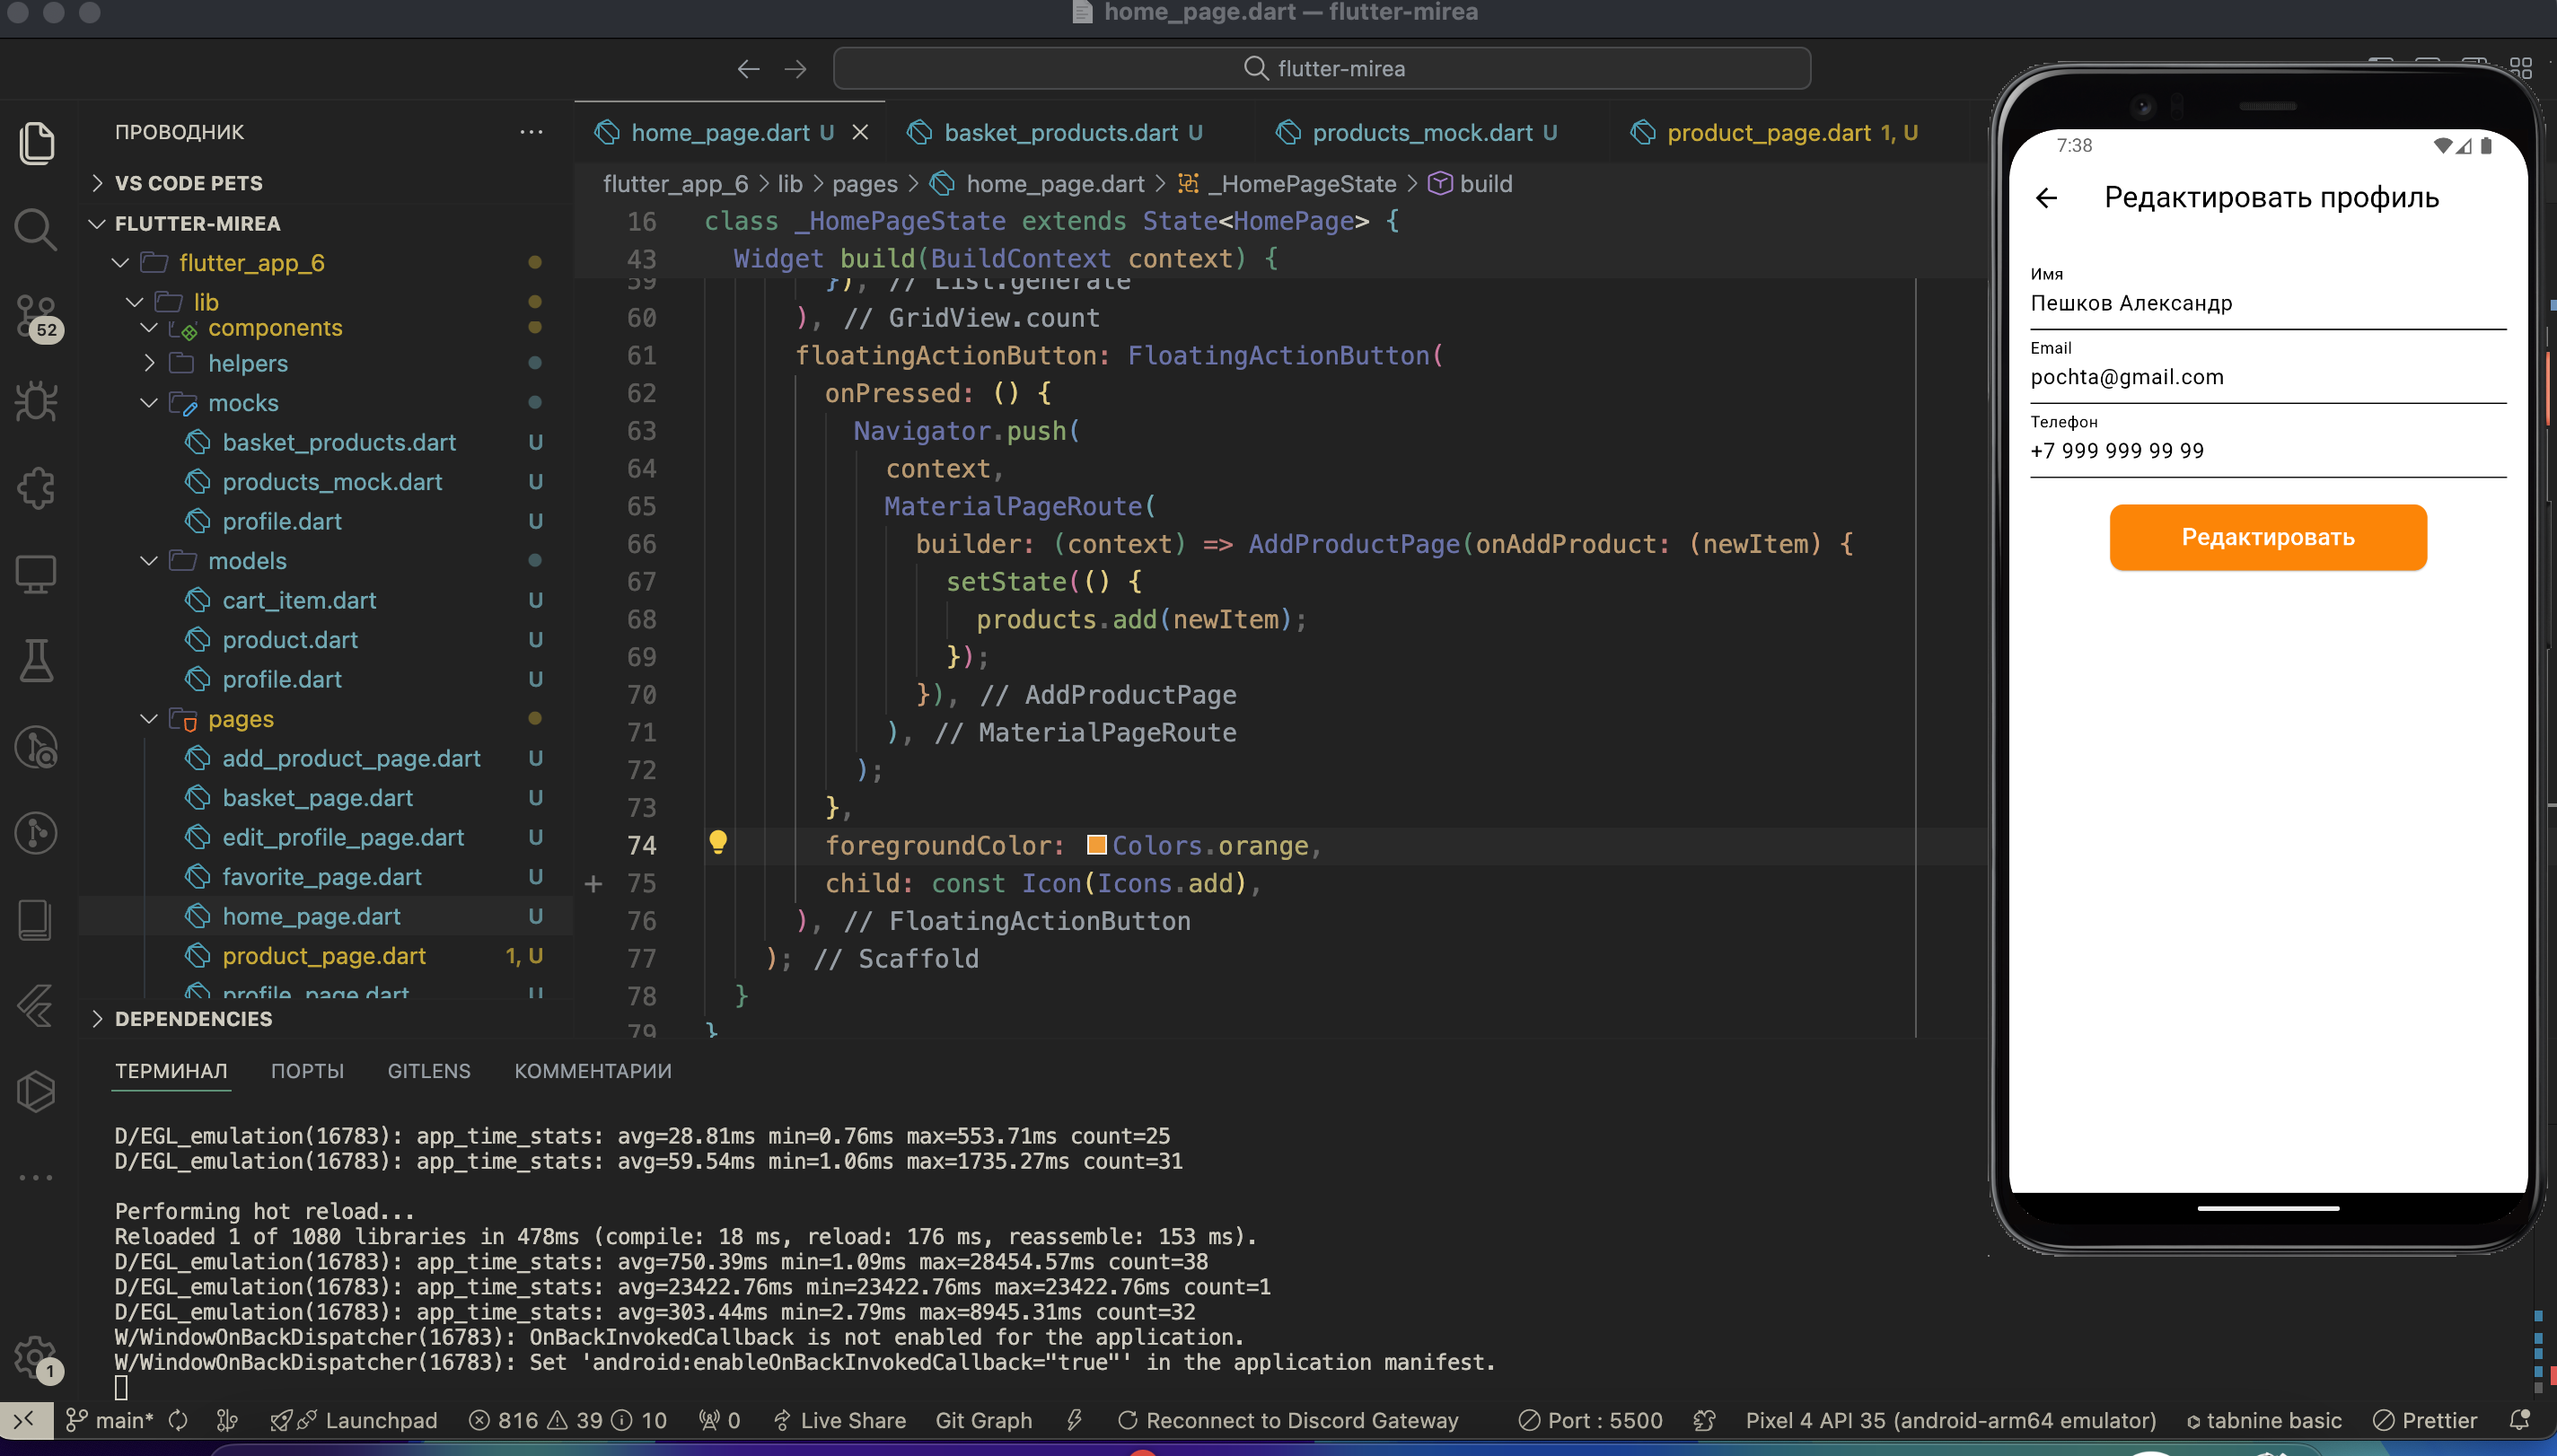 home_page.dart — flutter-mirea
flutter-mirea
ПРОВОДНИК
VS CODE PETS
FLUTTER-MIREA
flutter_app_6
lib
components
helpers
mocks
basket_products.dart U
products_mock.dart U
profile.dart U
models
cart_item.dart U
product.dart U
profile.dart U
pages
add_product_page.dart U
basket_page.dart U
edit_profile_page.dart U
favorite_page.dart U
home_page.dart U
product_page.dart 1, U
profile_page.dart U
DEPENDENCIES
52
1
home_page.dart U
basket_products.dart U
products_mock.dart U
product_page.dart 1, U
flutter_app_6 > lib > pages > home_page.dart > _HomePageState > build
16 class _HomePageState extends State<HomePage> {
43 Widget build(BuildContext context) {
59 }), // List.generate
60 ), // GridView.count
61 floatingActionButton: FloatingActionButton(
62 onPressed: () {
63 Navigator.push(
64 context,
65 MaterialPageRoute(
66 builder: (context) => AddProductPage(onAddProduct: (newItem) {
67 setState(() {
68 products.add(newItem);
69 });
70 }), // AddProductPage
71 ), // MaterialPageRoute
72 );
73 },
74 foregroundColor: Colors.orange,
75 child: const Icon(Icons.add),
76 ), // FloatingActionButton
77 ); // Scaffold
78 }
79 }
ТЕРМИНАЛ ПОРТЫ GITLENS КОММЕНТАРИИ
D/EGL_emulation(16783): app_time_stats: avg=28.81ms min=0.76ms max=553.71ms count=25
D/EGL_emulation(16783): app_time_stats: avg=59.54ms min=1.06ms max=1735.27ms count=31
Performing hot reload...
Reloaded 1 of 1080 libraries in 478ms (compile: 18 ms, reload: 176 ms, reassemble: 153 ms).
D/EGL_emulation(16783): app_time_stats: avg=750.39ms min=1.09ms max=28454.57ms count=38
D/EGL_emulation(16783): app_time_stats: avg=23422.76ms min=23422.76ms max=23422.76ms count=1
D/EGL_emulation(16783): app_time_stats: avg=303.44ms min=2.79ms max=8945.31ms count=32
W/WindowOnBackDispatcher(16783): OnBackInvokedCallback is not enabled for the application.
W/WindowOnBackDispatcher(16783): Set 'android:enableOnBackInvokedCallback="true"' in the application manifest.
main* Launchpad 816 39 10 0 Live Share Git Graph Reconnect to Discord Gateway Port : 5500 Pixel 4 API 35 (android-arm64 emulator) tabnine basic Prettier
7:38
Редактировать профиль
Имя
Пешков Александр
Email
pochta@gmail.com
Телефон
+7 999 999 99 99
Редактировать